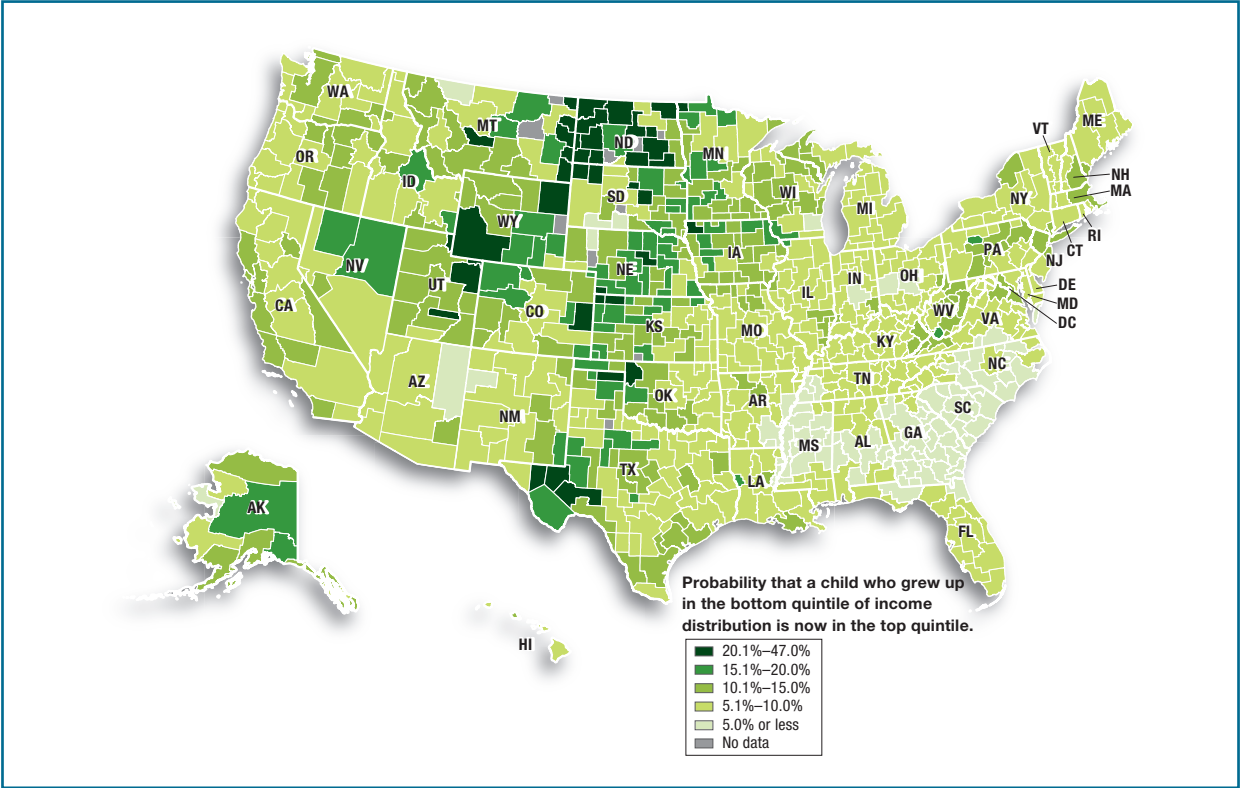 WA
MT
ND
MN
VT
ME
OR
ID
SD
WI
MI
NY
NH
MA
WY
RI
CT
NV
UT
NE
IA
PA
NJ
CA
CO
IL
IN
OH
DE
MD
DC
WV
VA
KS
MO
KY
NC
AZ
NM
OK
AR
TN
SC
MS
AL
GA
TX
LA
AK
FL
HI
Probability that a child who grew up
in the bottom quintile of income
distribution is now in the top quintile.
20.1%–47.0%
15.1%–20.0%
10.1%–15.0%
5.1%–10.0%
5.0% or less
No data